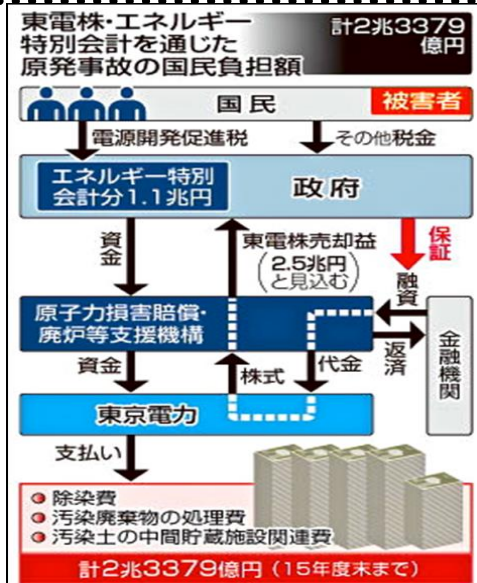 東電株・エネルギー
特別会計を通じた
原発事故の国民負担額
計2兆3379
億円
国民
被害者
電源開発促進税
その他税金
エネルギー特別
会計分1.1兆円
政府
資金
東電株売却益
(2.5兆円
と見込む)
保証
融資
原子力損害賠償・
廃炉等支援機構
返済
金融機関
資金
株式
代金
東京電力
支払い
除染費
汚染廃棄物の処理費
汚染土の中間貯蔵施設関連費
計2兆3379億円(15年度末まで)